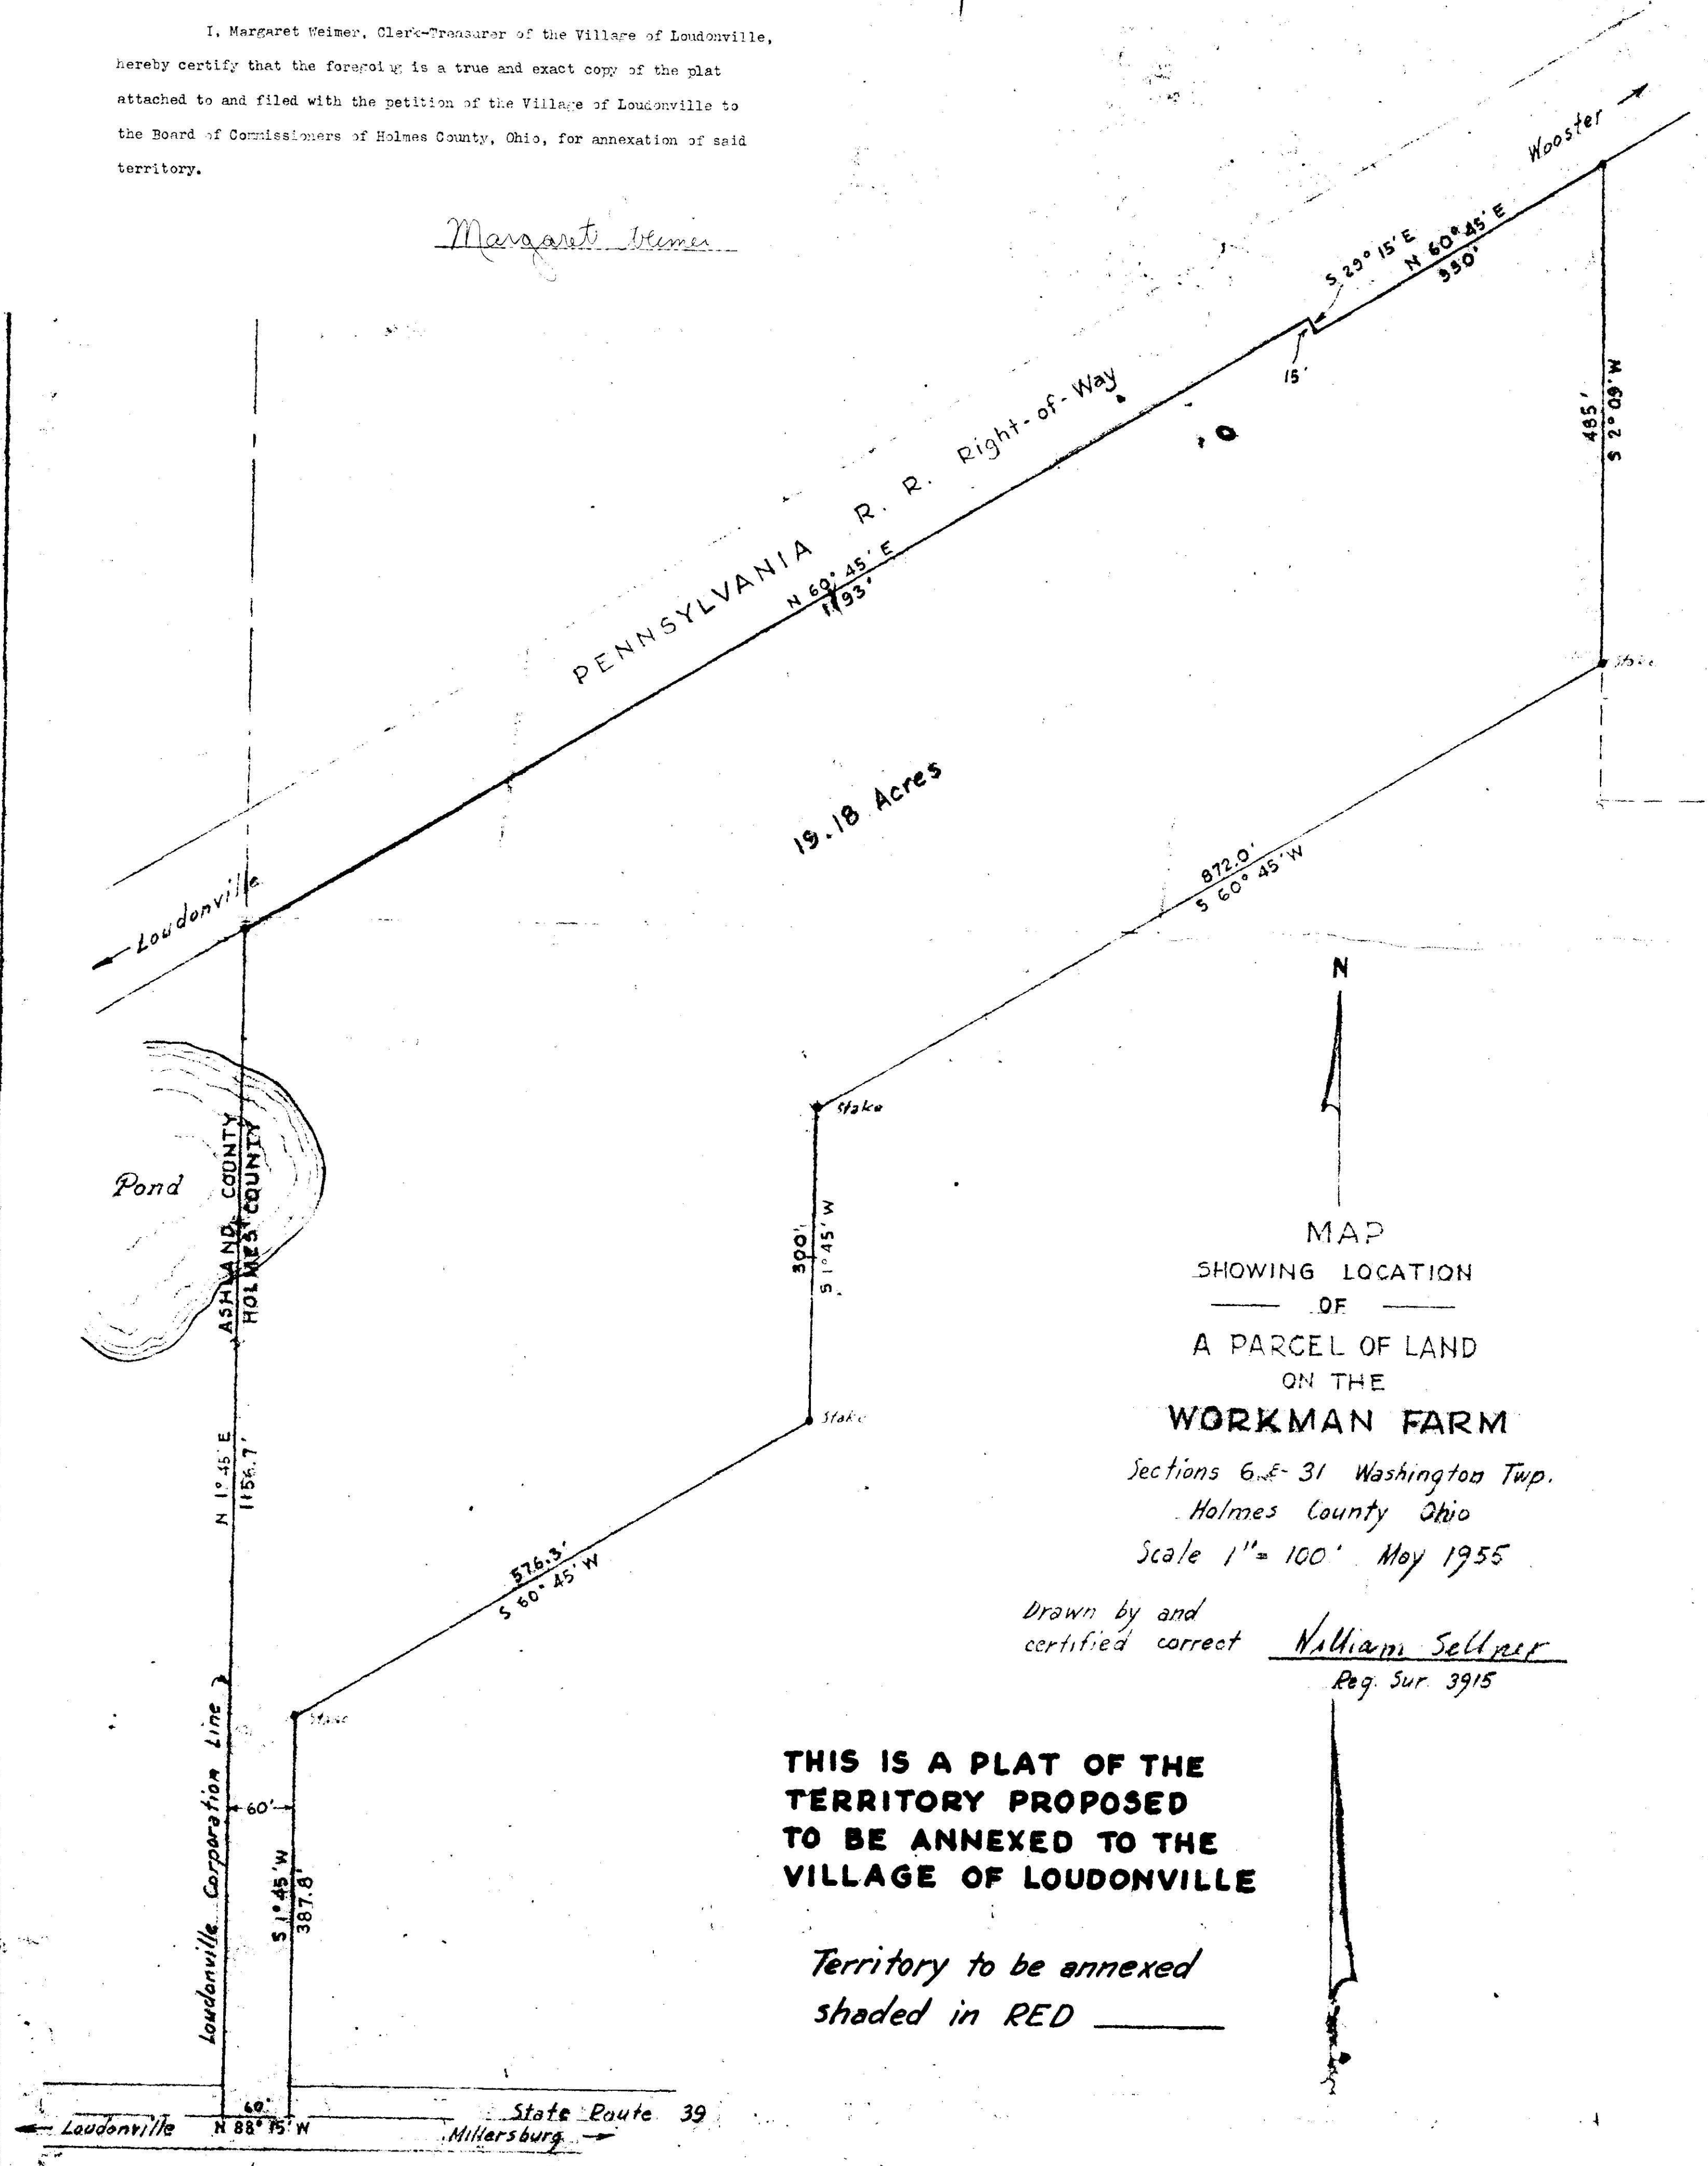 I, Margaret Weimer, Clerk-Treasurer of the Village of Loudonville,
hereby certify that the foregoing is a true and exact copy of the plat
attached to and filed with the petition of the Village of Loudonville to
the Board of Commissioners of Holmes County, Ohio, for annexation of said
territory.
Margaret Weimer
Wooster
S 29° 15' E
N 60° 45' E
330'
15'
485'
S 2° 09' W
PENNSYLVANIA R. R. Right-of-Way
N 60° 45' E
1193'
Stake
19.18 Acres
872.0'
S 60° 45' W
Loudonville
N
Stake
Pond
ASHLAND COUNTY
HOLMES COUNTY
300'
S 1° 45' W
MAP
SHOWING LOCATION
OF
A PARCEL OF LAND
ON THE
WORKMAN FARM
Sections 6 & 31 Washington Twp.
Holmes County Ohio
Scale 1" = 100' May 1955
Stake
N 1° 45' E
1156.7'
576.3'
S 60° 45' W
Drawn by and
certified correct William Sellner
Reg. Sur. 3915
Stake
Loudonville Corporation Line
60'
S 1° 45' W
387.8'
THIS IS A PLAT OF THE
TERRITORY PROPOSED
TO BE ANNEXED TO THE
VILLAGE OF LOUDONVILLE
Territory to be annexed
shaded in RED
60'
N 88° 15' W
Loudonville
State Route 39
Millersburg